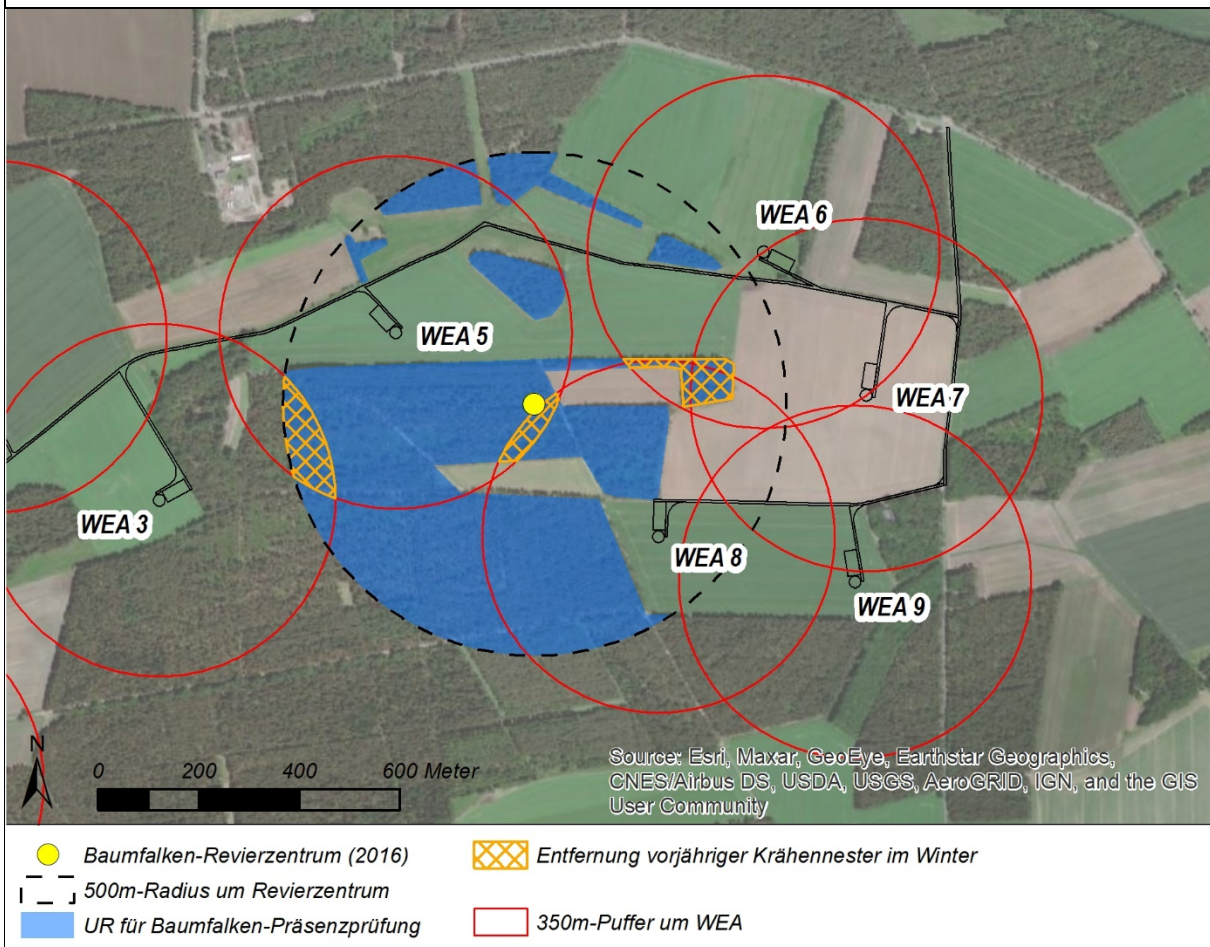 WEA 6
WEA 5
WEA 7
WEA 3
WEA 8
WEA 9
N
0 200 400 600 Meter
Source: Esri, Maxar, GeoEye, Earthstar Geographics,
CNES/Airbus DS, USDA, USGS, AeroGRID, IGN, and the GIS
User Community
Baumfalken-Revierzentrum (2016)
Entfernung vorjähriger Krähennester im Winter
500m-Radius um Revierzentrum
UR für Baumfalken-Präsenzprüfung
350m-Puffer um WEA